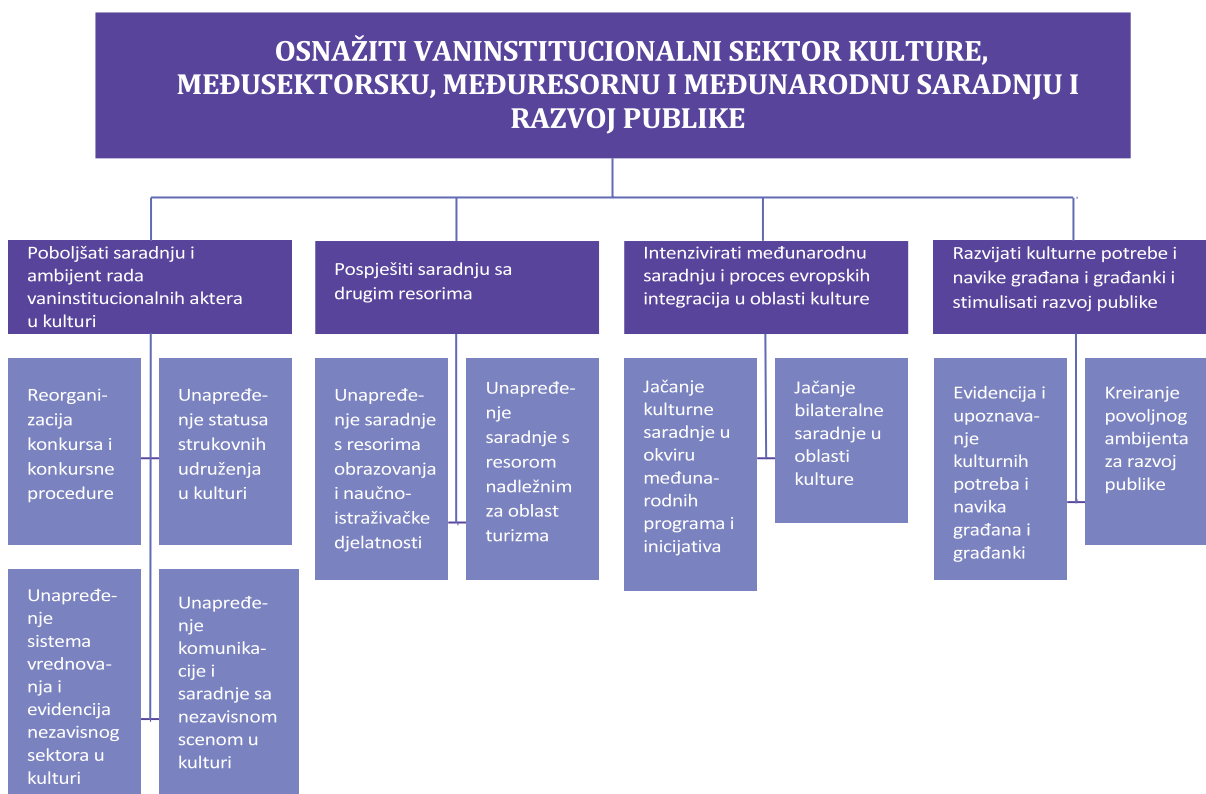 OSNAŽITI VANINSTITUCIONALNI SEKTOR KULTURE,
MEĐUSEKTORSKU, MEĐURESORNU I MEĐUNARODNU SARADNJU I
RAZVOJ PUBLIKE
Poboljšati saradnju i
ambijent rada
vaninstitucionalnih aktera
u kulturi
Reorgani-
zacija
konkursa i
konkursne
procedure
Unapređe-
nje statusa
strukovnih
udruženja
u kulturi
Unapređe-
nje
sistema
vrednova-
nja i
evidencija
nezavisnog
sektora u
kulturi
Unapređe-
nje
komunika-
cije i
saradnje sa
nezavisnom
scenom u
kulturi
Pospješiti saradnju sa
drugim resorima
Unapređe-
nje saradnje
s resorima
obrazovanja
i naučno-
istraživačke
djelatnosti
Unapređe-
nje
saradnje s
resorom
nadležnim
za oblast
turizma
Intenzivirati međunarodnu
saradnju i proces evropskih
integracija u oblasti kulture
Jačanje
kulturne
saradnje u
okviru
međuna-
rodnih
programa i
inicijativa
Jačanje
bilateralne
saradnje u
oblasti
kulture
Razvijati kulturne potrebe i
navike građana i građanki i
stimulisati razvoj publike
Evidencija i
upoznava-
nje
kulturnih
potreba i
navika
građana i
građanki
Kreiranje
povoljnog
ambijenta
za razvoj
publike